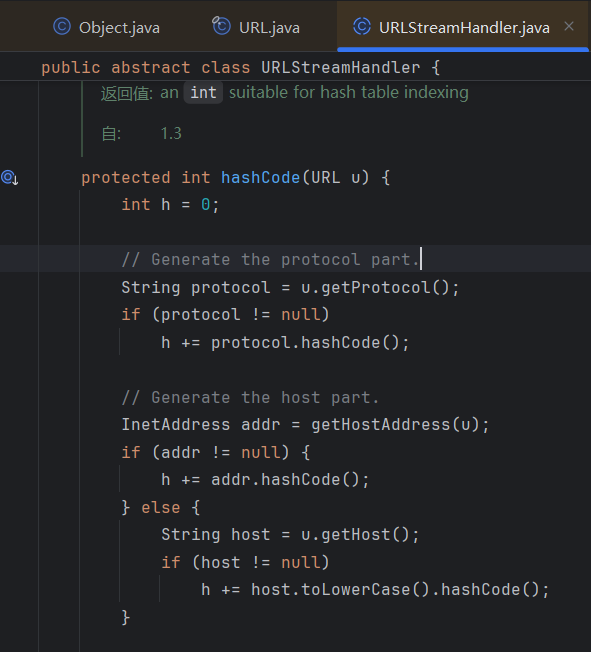 Object.java URL.java URLStreamHandler.java
public abstract class URLStreamHandler {
返回值: an int suitable for hash table indexing
自: 1.3
protected int hashCode(URL u) {
int h = 0;
// Generate the protocol part.
String protocol = u.getProtocol();
if (protocol != null)
h += protocol.hashCode();
// Generate the host part.
InetAddress addr = getHostAddress(u);
if (addr != null) {
h += addr.hashCode();
} else {
String host = u.getHost();
if (host != null)
h += host.toLowerCase().hashCode();
}